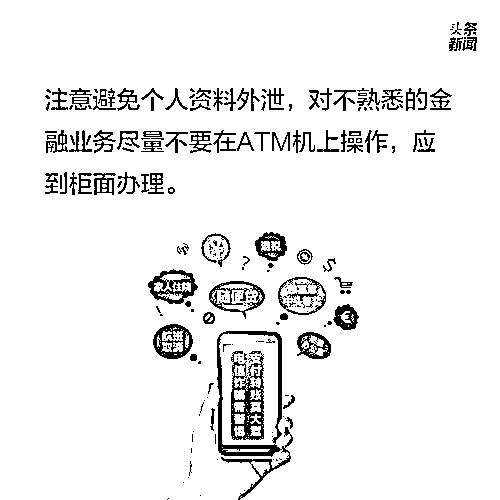 头条
新闻
注意避免个人资料外泄，对不熟悉的金
融业务尽量不要在ATM机上操作，应
到柜面办理。